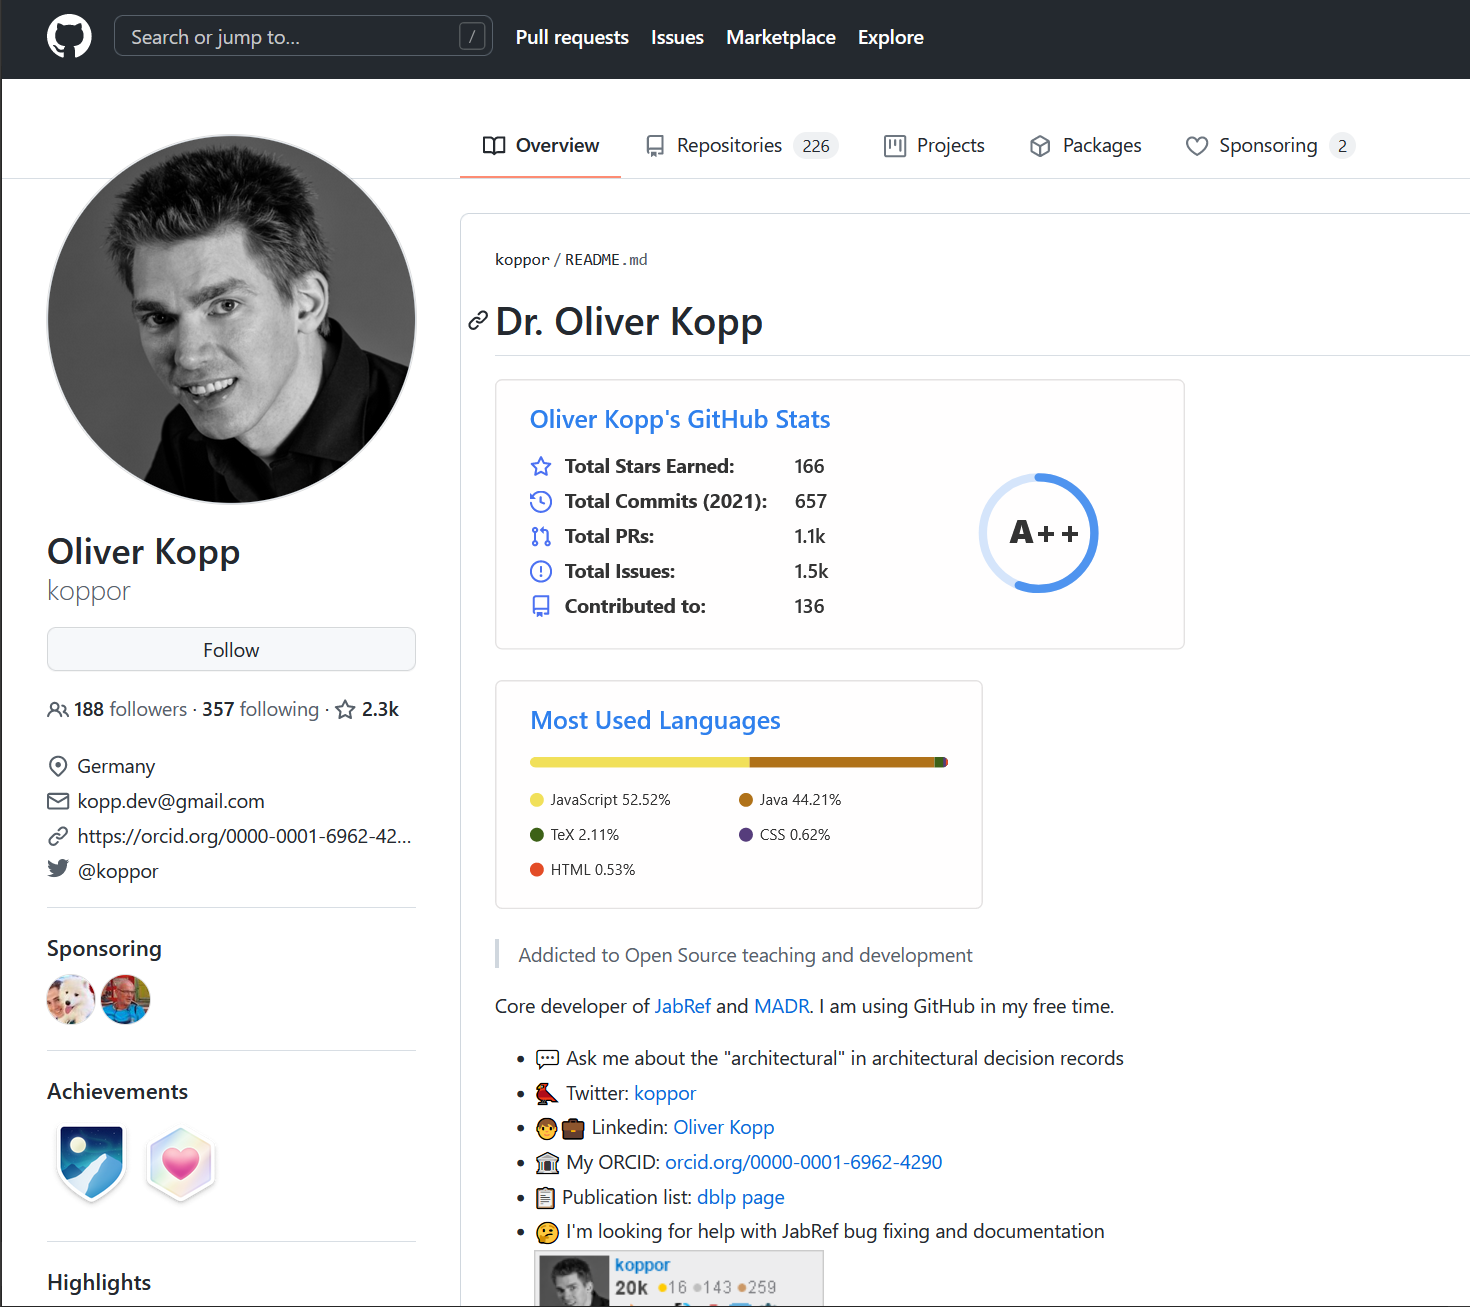 Search or jump to... / Pull requests Issues Marketplace Explore
Overview Repositories 226 Projects Packages Sponsoring 2
koppor / README.md
Dr. Oliver Kopp
Oliver Kopp's GitHub Stats
Total Stars Earned: 166
Total Commits (2021): 657
Total PRs: 1.1k
Total Issues: 1.5k
Contributed to: 136
A++
Oliver Kopp
koppor
Follow
188 followers · 357 following · 2.3k
Germany
kopp.dev@gmail.com
https://orcid.org/0000-0001-6962-42...
@koppor
Sponsoring
Achievements
Highlights
Most Used Languages
JavaScript 52.52% Java 44.21%
TeX 2.11% CSS 0.62%
HTML 0.53%
Addicted to Open Source teaching and development
Core developer of JabRef and MADR. I am using GitHub in my free time.
Ask me about the "architectural" in architectural decision records
Twitter: koppor
Linkedin: Oliver Kopp
My ORCID: orcid.org/0000-0001-6962-4290
Publication list: dblp page
I'm looking for help with JabRef bug fixing and documentation
koppor
20k 16 143 259